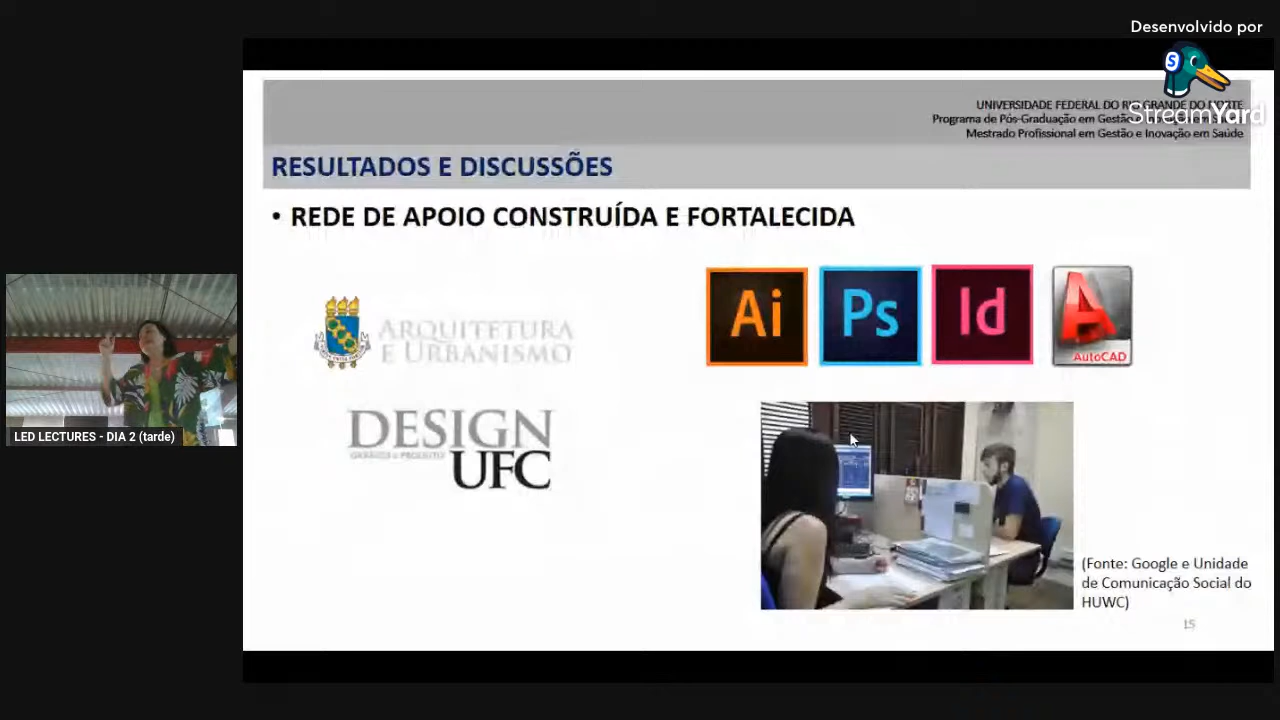 Desenvolvido por
StreamYard
UNIVERSIDADE FEDERAL DO RIO GRANDE DO NORTE
Programa de Pós-Graduação em Gestão
Mestrado Profissional em Gestão e Inovação em Saúde
RESULTADOS E DISCUSSÕES
• REDE DE APOIO CONSTRUÍDA E FORTALECIDA
Ai
Ps
Id
AutoCAD
ARQUITETURA
E URBANISMO
DESIGN
GRÁFICO E PRODUTO
UFC
LED LECTURES - DIA 2 (tarde)
(Fonte: Google e Unidade
de Comunicação Social do
HUWC)
15